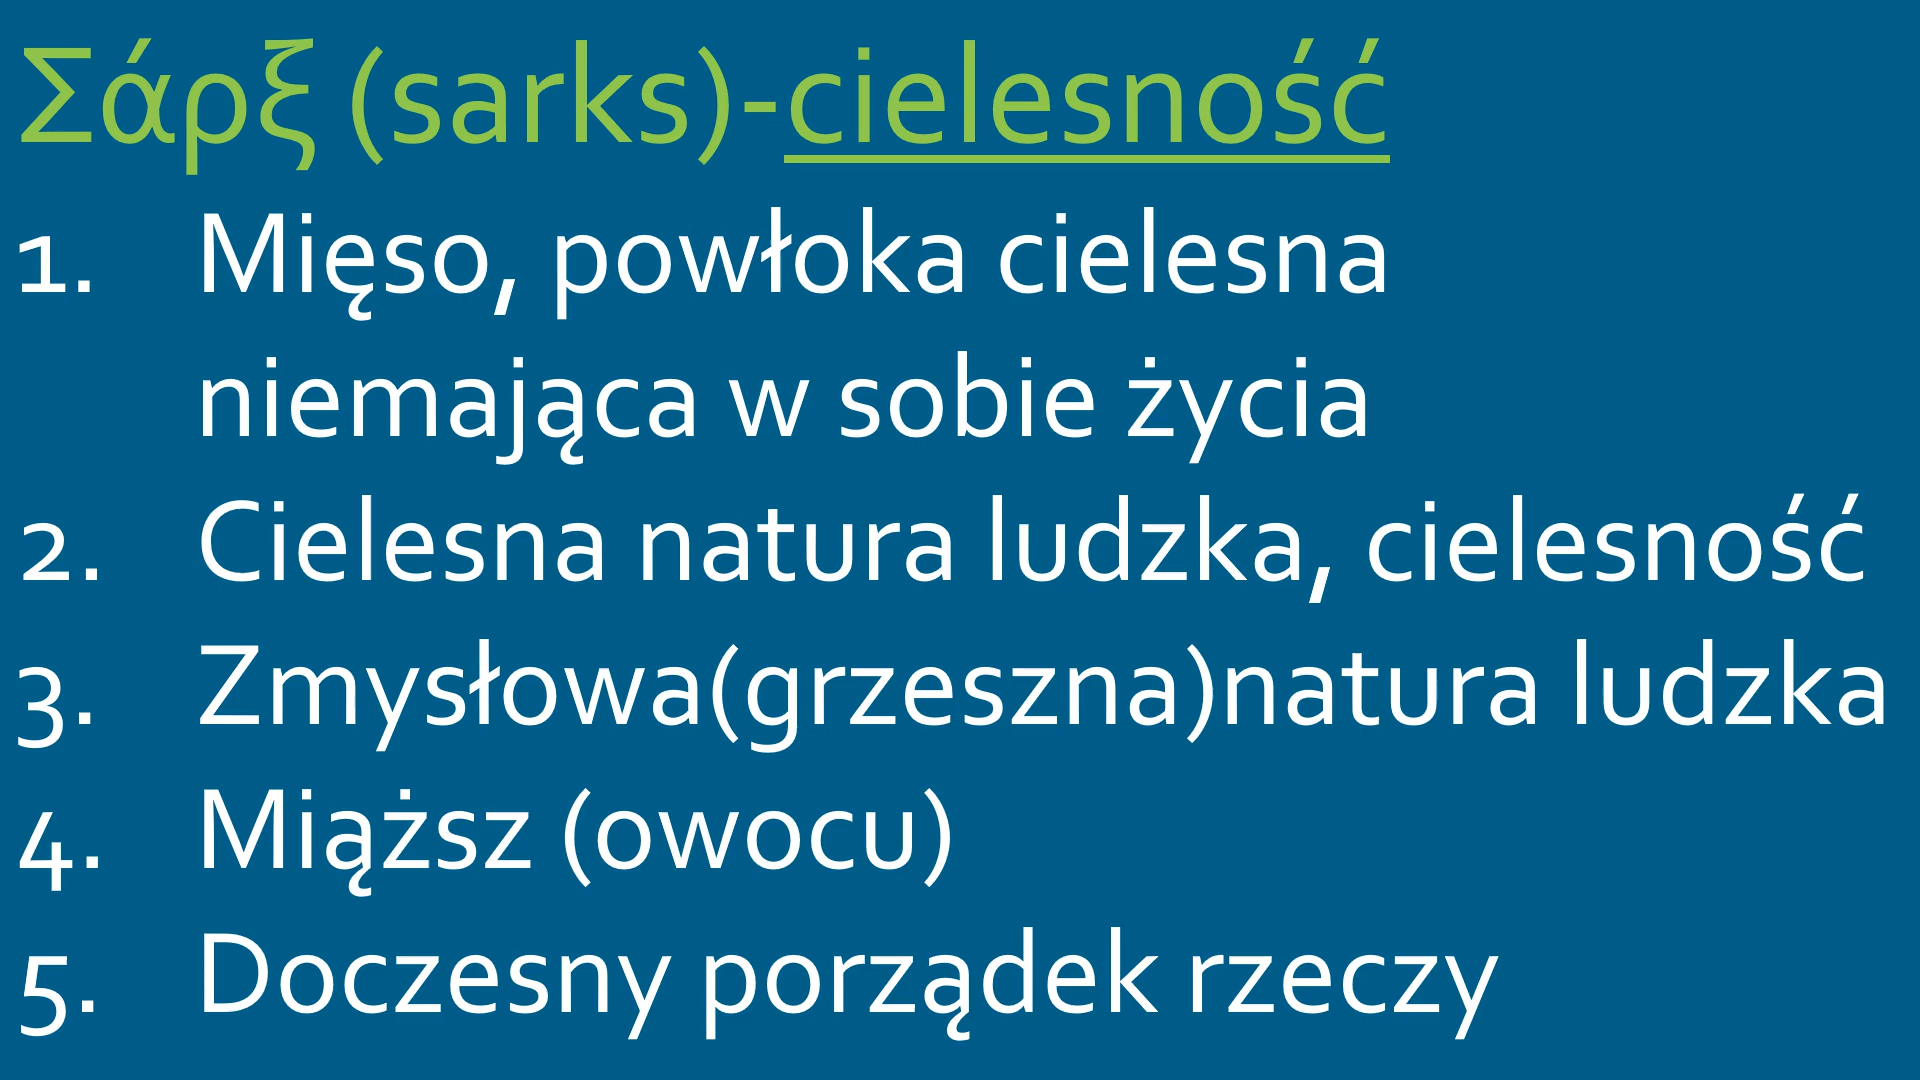 Σάρξ (sarks)-cielesność
1. Mięso, powłoka cielesna
niemająca w sobie życia
2. Cielesna natura ludzka, cielesność
3. Zmysłowa(grzeszna)natura ludzka
4. Miąższ (owocu)
5. Doczesny porządek rzeczy